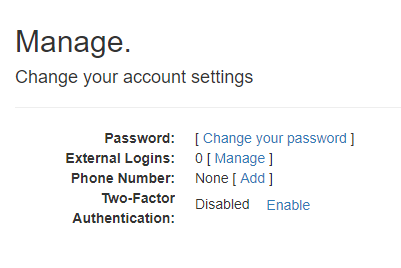 Manage.
Change your account settings
Password: [ Change your password ]
External Logins: 0 [ Manage ]
Phone Number: None [ Add ]
Two-Factor
Authentication: Disabled Enable